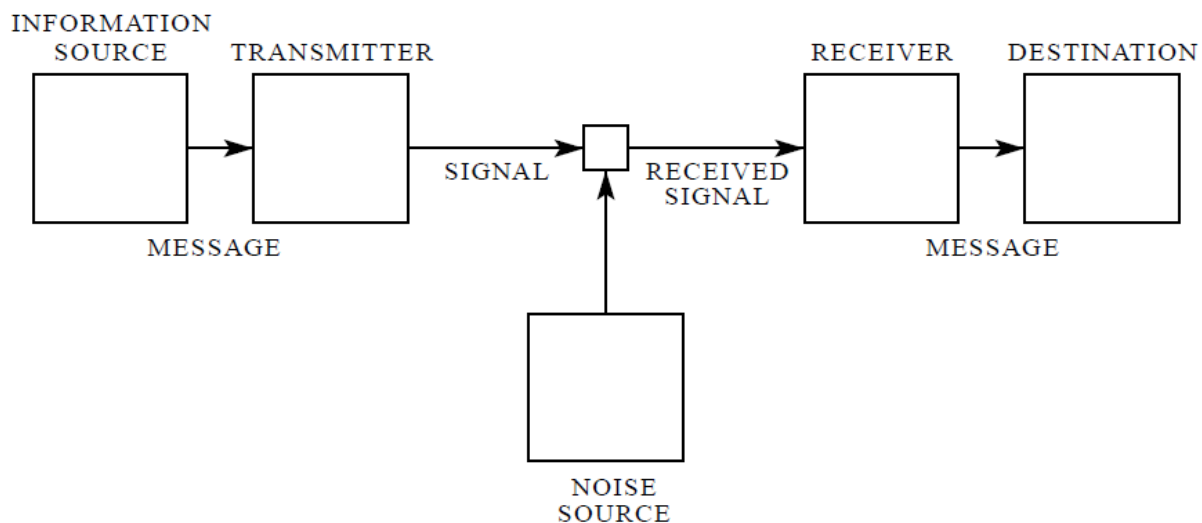 INFORMATION
SOURCE
TRANSMITTER
RECEIVER
DESTINATION
SIGNAL
RECEIVED
SIGNAL
MESSAGE
MESSAGE
NOISE
SOURCE